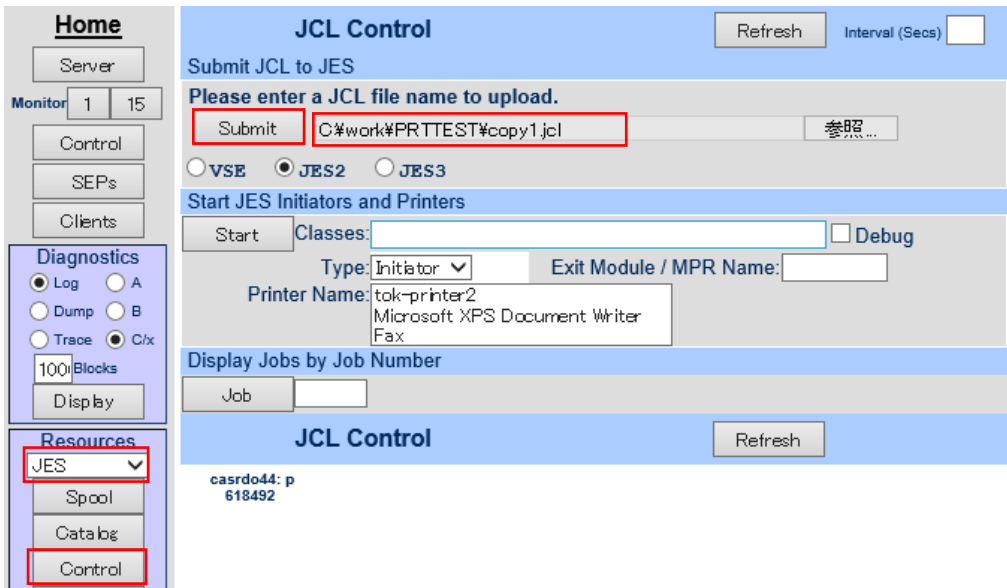 Home
Server
Monitor 1 15
Control
SEPs
Clients
Diagnostics
Log A
Dump B
Trace C/x
100 Blocks
Display
Resources
JES
Spool
Catalog
Control
JCL Control Refresh Interval (Secs)
Submit JCL to JES
Please enter a JCL file name to upload.
Submit C¥work¥PRTTEST¥copy1.jcl 参照...
VSE JES2 JES3
Start JES Initiators and Printers
Start Classes: Debug
Type: Initiator Exit Module / MPR Name:
Printer Name: tok-printer2
Microsoft XPS Document Writer
Fax
Display Jobs by Job Number
Job
JCL Control Refresh
casrdo44: p
618492